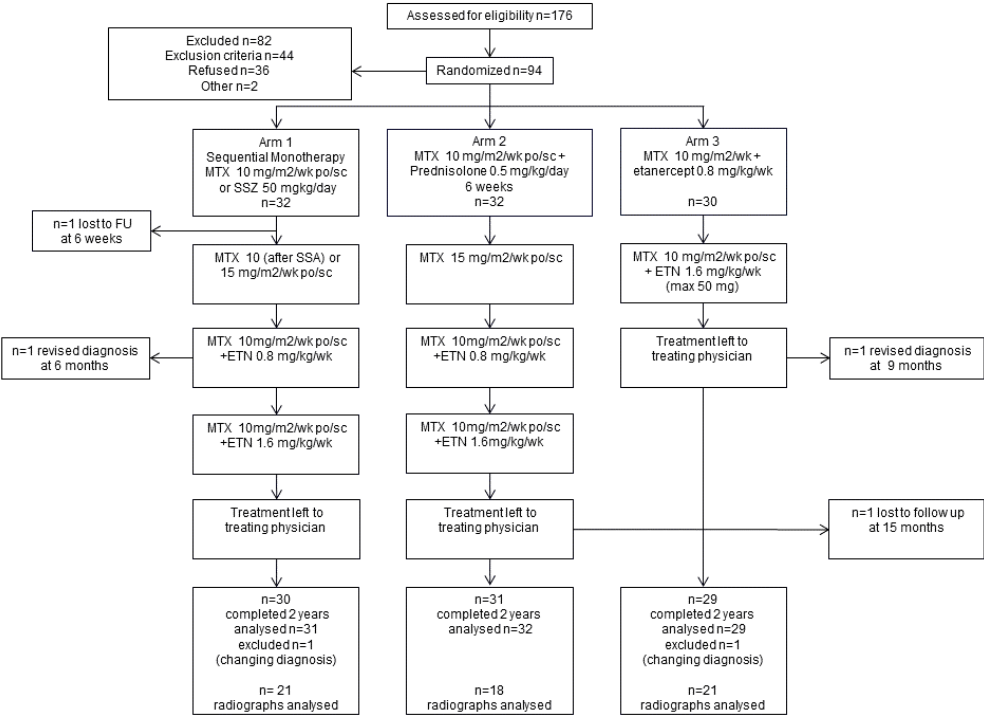 Assessed for eligibility n=176
Excluded n=82
Exclusion criteria n=44
Refused n=36
Other n=2
Randomized n=94
Arm 1
Sequential Monotherapy
MTX 10 mg/m2/wk po/sc
or SSZ 50 mgkg/day
n=32
Arm 2
MTX 10 mg/m2/wk po/sc +
Prednisolone 0.5 mg/kg/day
6 weeks
n=32
Arm 3
MTX 10 mg/m2/wk +
etanercept 0.8 mg/kg/wk
n=30
n=1 lost to FU
at 6 weeks
MTX 10 (after SSA) or
15 mg/m2/wk po/sc
MTX 15 mg/m2/wk po/sc
MTX 10 mg/m2/wk po/sc
+ ETN 1.6 mg/kg/wk
(max 50 mg)
n=1 revised diagnosis
at 6 months
MTX 10mg/m2/wk po/sc
+ETN 0.8 mg/kg/wk
MTX 10mg/m2/wk po/sc
+ETN 0.8 mg/kg/wk
Treatment left to
treating physician
n=1 revised diagnosis
at 9 months
MTX 10mg/m2/wk po/sc
+ETN 1.6 mg/kg/wk
MTX 10mg/m2/wk po/sc
+ETN 1.6mg/kg/wk
Treatment left to
treating physician
Treatment left to
treating physician
n=1 lost to follow up
at 15 months
n=30
completed 2 years
analysed n=31
excluded n=1
(changing diagnosis)
n= 21
radiographs analysed
n=31
completed 2 years
analysed n=32
n=18
radiographs analysed
n=29
completed 2 years
analysed n=29
excluded n=1
(changing diagnosis)
n=21
radiographs analysed